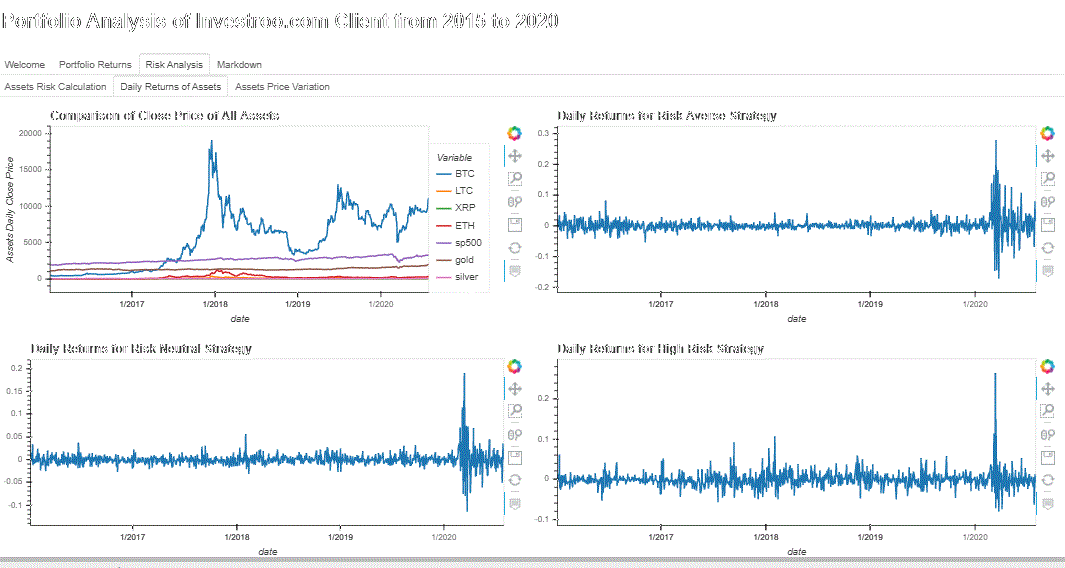 Portfolio Analysis of Investroo.com Client from 2015 to 2020
Welcome Portfolio Returns Risk Analysis Markdown
Assets Risk Calculation Daily Returns of Assets Assets Price Variation
Comparison of Close Price of All Assets
Assets Daily Close Price
20000
15000
10000
5000
0
1/2017 1/2018 1/2019 1/2020
date
Variable
BTC
LTC
XRP
ETH
sp500
gold
silver
Daily Returns for Risk Averse Strategy
0.3
0.2
0.1
0
-0.1
-0.2
1/2017 1/2018 1/2019 1/2020
date
Daily Returns for Risk Neutral Strategy
0.2
0.15
0.1
0.05
0
-0.05
-0.1
1/2017 1/2018 1/2019 1/2020
date
Daily Returns for High Risk Strategy
0.2
0.1
0
-0.1
1/2017 1/2018 1/2019 1/2020
date